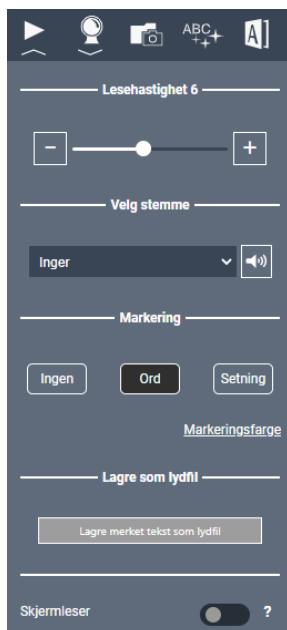 ABC
A
Lesehastighet 6
− +
Velg stemme
Inger
Markering
Ingen Ord Setning
Markeringsfarge
Lagre som lydfil
Lagre merket tekst som lydfil
Skjermleser ?